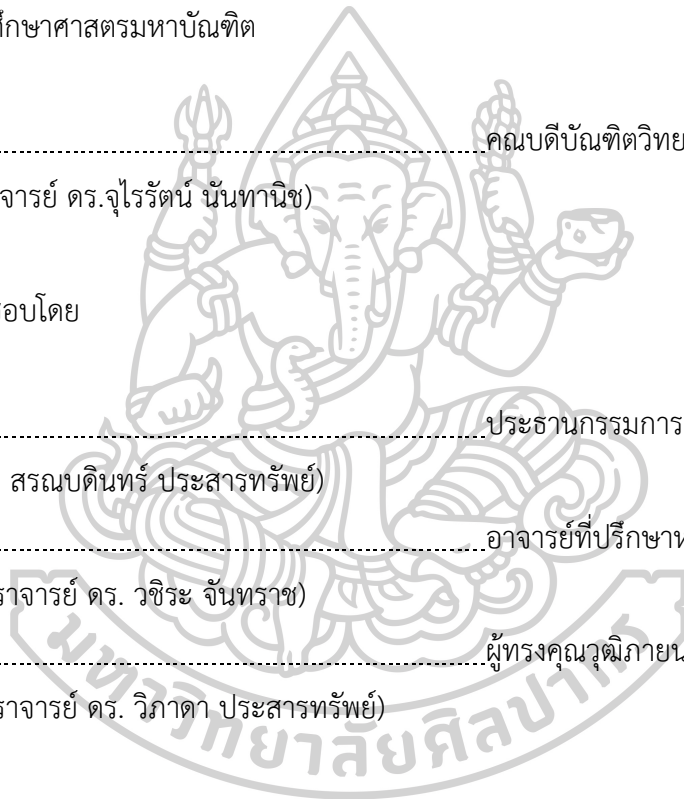 ศึกษาศาสตรมหาบัณฑิต
คณบดีบัณฑิตวิทย
จารย์ ดร.จุไรรัตน์ นันทานิช)
สอบโดย
ประธานกรรมการ
สรณบดินทร์ ประสารทรัพย์)
อาจารย์ที่ปรึกษาห
ราจารย์ ดร. วชิระ จันทราช)
ผู้ทรงคุณวุฒิภายน
ราจารย์ ดร. วิภาดา ประสารทรัพย์)
มหาวิทยาลัยศิลปากร